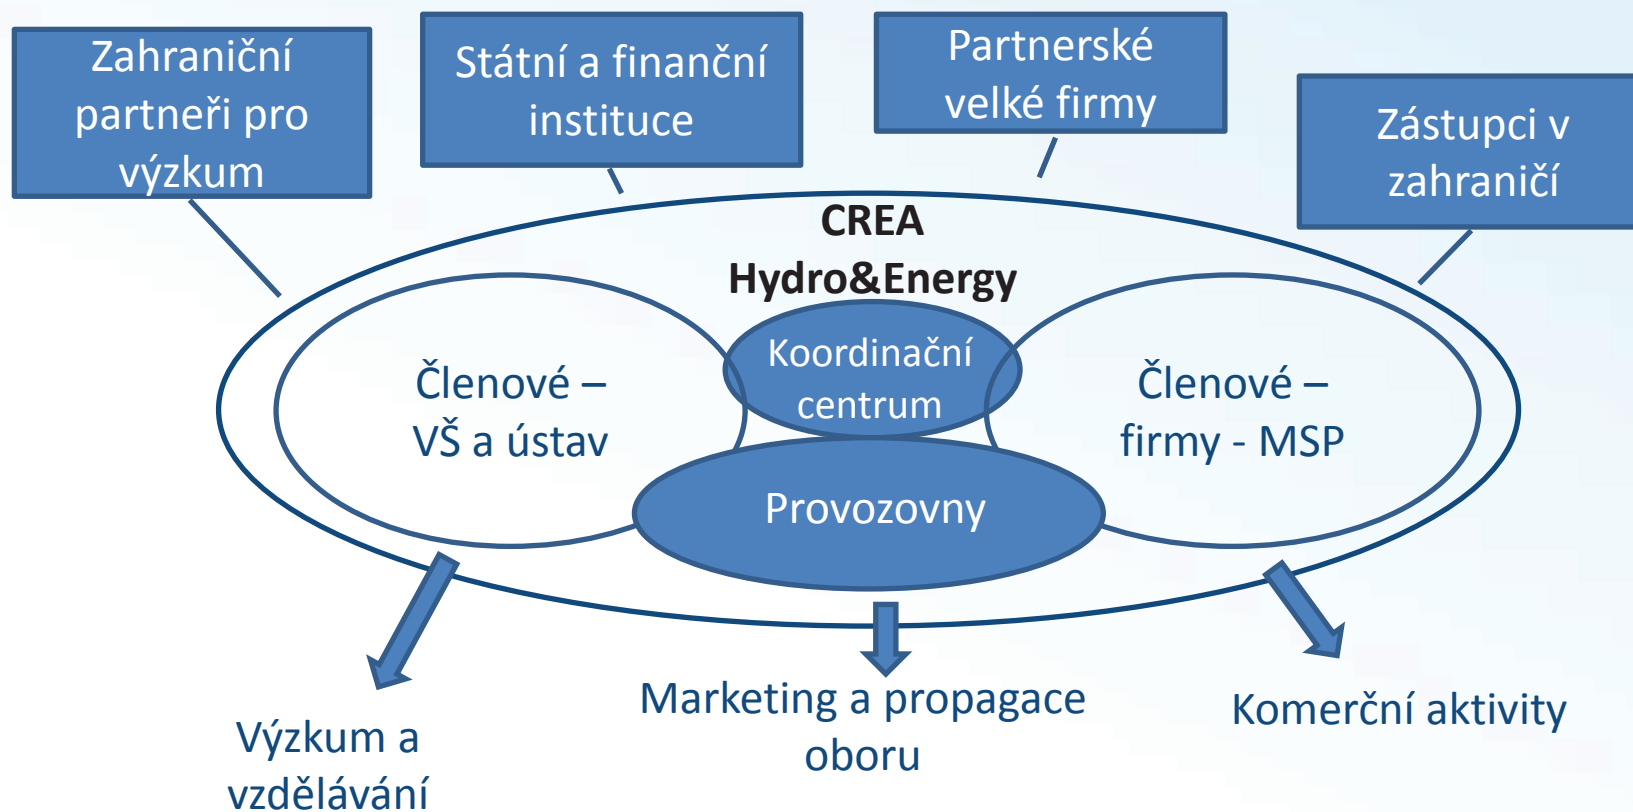 Zahraniční
partneři pro
výzkum
Státní a finanční
instituce
Partnerské
velké firmy
Zástupci v
zahraničí
CREA
Hydro&Energy
Koordinační
centrum
Členové –
VŠ a ústav
Členové –
firmy - MSP
Provozovny
Výzkum a
vzdělávání
Marketing a propagace
oboru
Komerční aktivity